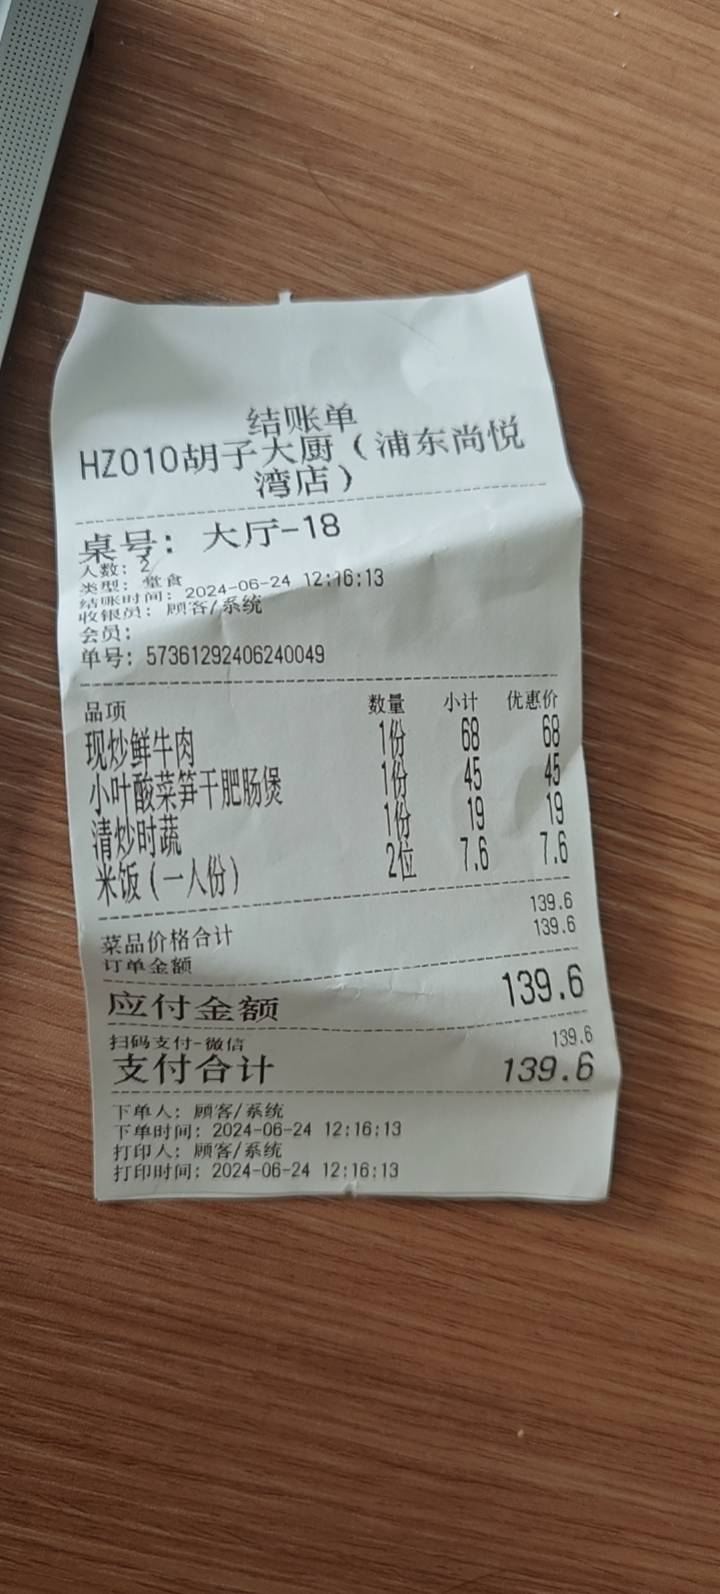 结账单
HZ010胡子大厨（浦东尚悦
湾店）
桌号：大厅-18
人数：2
类型：堂食
结账时间：2024-06-24 12:16:13
收银员：顾客/系统
会员：
单号：57361292406240049
品项 数量 小计 优惠价
现炒鲜牛肉 1份 68 68
小叶酸菜笋干肥肠煲 1份 45 45
清炒时蔬 1份 19 19
米饭（一人份） 2位 7.6 7.6
菜品价格合计 139.6
订单金额 139.6
应付金额 139.6
扫码支付-微信 139.6
支付合计 139.6
下单人：顾客/系统
下单时间：2024-06-24 12:16:13
打印人：顾客/系统
打印时间：2024-06-24 12:16:13